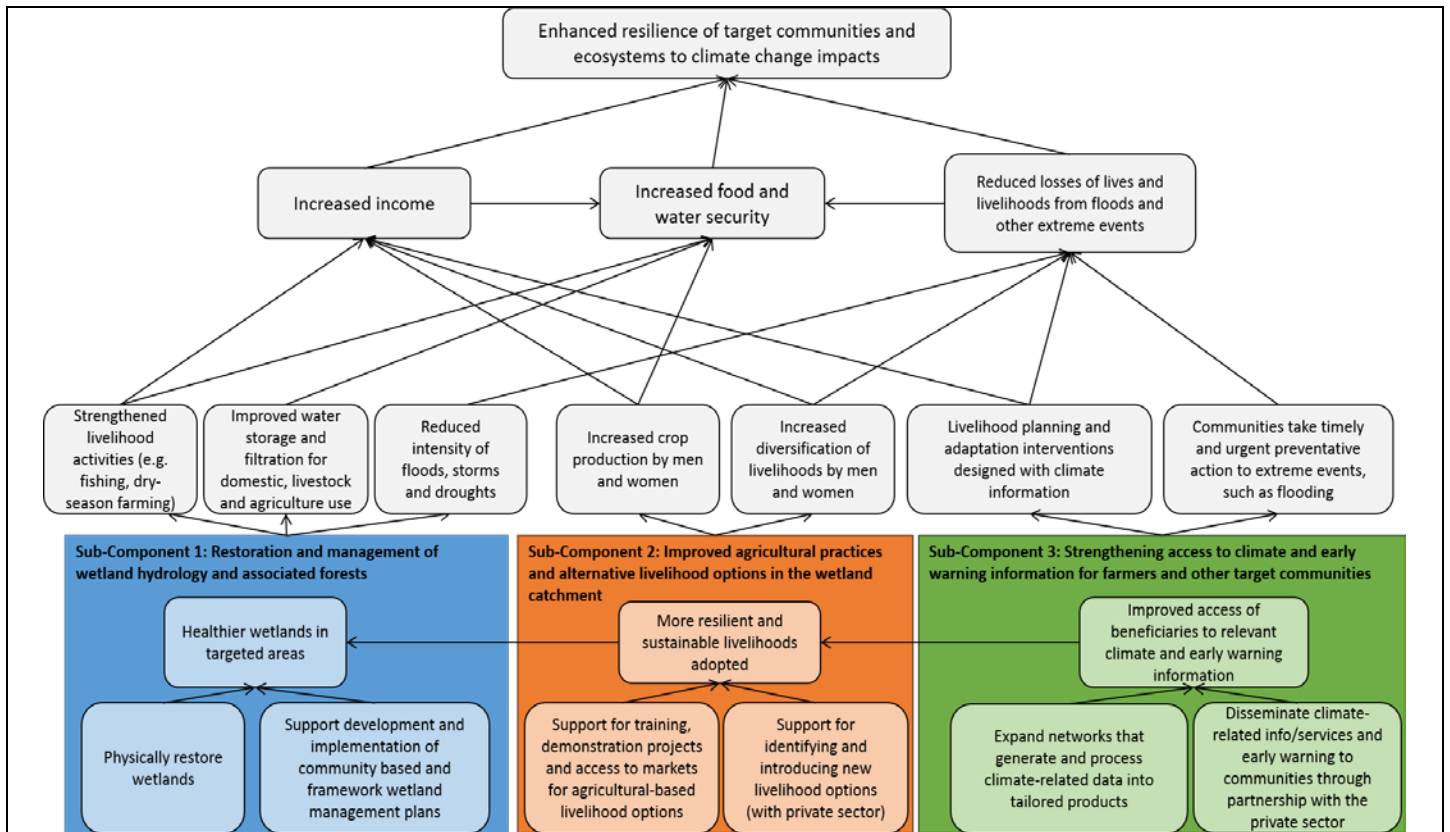 Enhanced resilience of target communities and
ecosystems to climate change impacts
Increased income
Increased food and
water security
Reduced losses of lives and
livelihoods from floods and
other extreme events
Strengthened
livelihood
activities (e.g.
fishing, dry-
season farming)
Improved water
storage and
filtration for
domestic, livestock
and agriculture use
Reduced
intensity of
floods, storms
and droughts
Increased crop
production by men
and women
Increased
diversification of
livelihoods by men
and women
Livelihood planning and
adaptation interventions
designed with climate
information
Communities take timely
and urgent preventative
action to extreme events,
such as flooding
Sub-Component 1: Restoration and management of
wetland hydrology and associated forests
Healthier wetlands in
targeted areas
Physically restore
wetlands
Support development and
implementation of
community based and
framework wetland
management plans
Sub-Component 2: Improved agricultural practices
and alternative livelihood options in the wetland
catchment
More resilient and
sustainable livelihoods
adopted
Support for training,
demonstration projects
and access to markets
for agricultural-based
livelihood options
Support for
identifying and
introducing new
livelihood options
(with private sector)
Sub-Component 3: Strengthening access to climate and early
warning information for farmers and other target communities
Improved access of
beneficiaries to relevant
climate and early warning
information
Expand networks that
generate and process
climate-related data into
tailored products
Disseminate climate-
related info/services and
early warning to
communities through
partnership with the
private sector